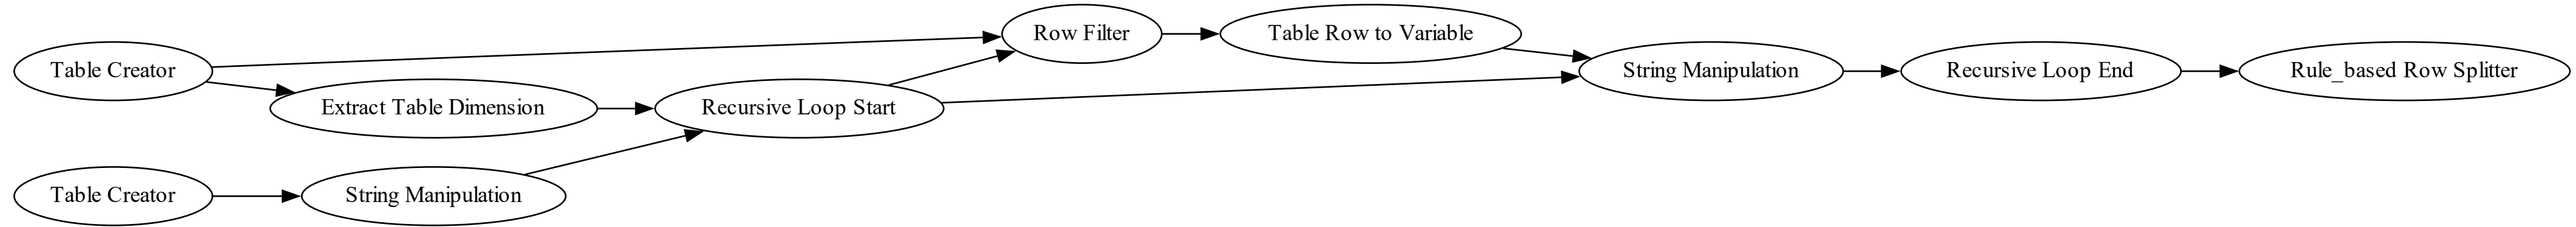 Table Creator
Extract Table Dimension
Recursive Loop Start
Row Filter
Table Row to Variable
String Manipulation
Recursive Loop End
Rule_based Row Splitter
Table Creator
String Manipulation